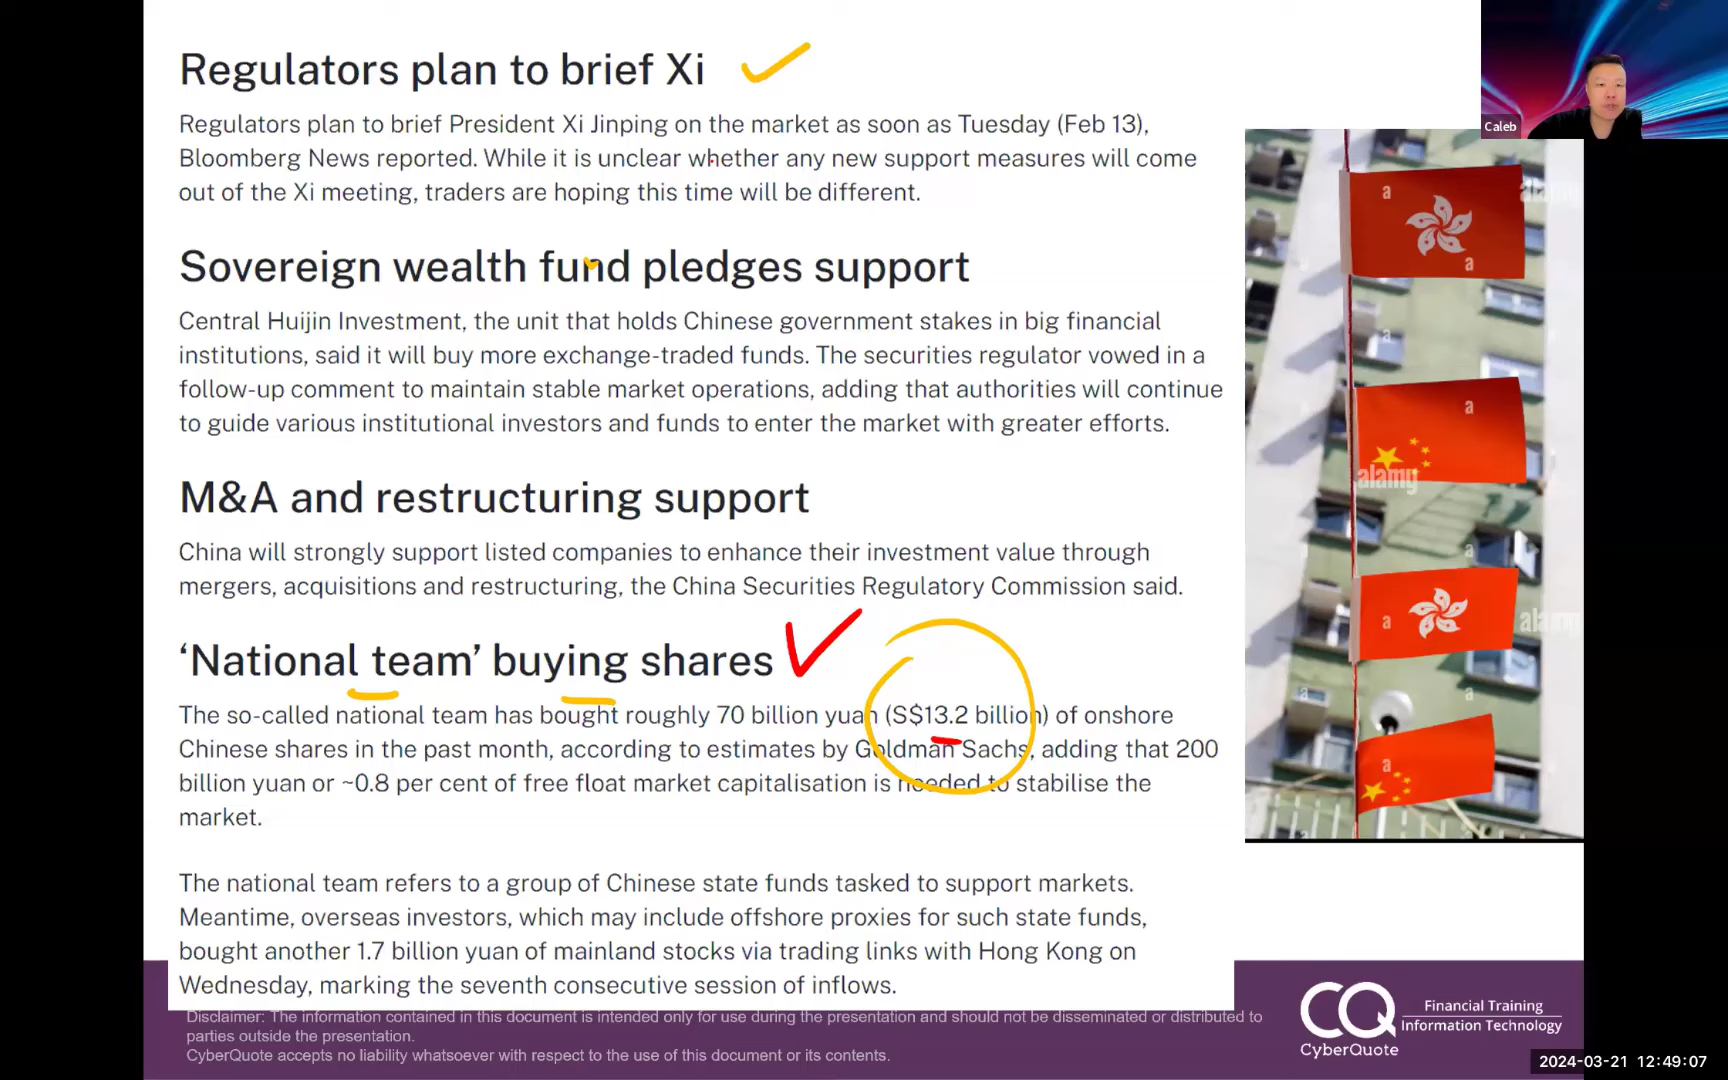 Regulators plan to brief Xi
Regulators plan to brief President Xi Jinping on the market as soon as Tuesday (Feb 13),
Bloomberg News reported. While it is unclear whether any new support measures will come
out of the Xi meeting, traders are hoping this time will be different.
Sovereign wealth fund pledges support
Central Huijin Investment, the unit that holds Chinese government stakes in big financial
institutions, said it will buy more exchange-traded funds. The securities regulator vowed in a
follow-up comment to maintain stable market operations, adding that authorities will continue
to guide various institutional investors and funds to enter the market with greater efforts.
M&A and restructuring support
China will strongly support listed companies to enhance their investment value through
mergers, acquisitions and restructuring, the China Securities Regulatory Commission said.
‘National team’ buying shares
The so-called national team has bought roughly 70 billion yuan (S$13.2 billion) of onshore
Chinese shares in the past month, according to estimates by Goldman Sachs, adding that 200
billion yuan or ~0.8 per cent of free float market capitalisation is needed to stabilise the
market.
The national team refers to a group of Chinese state funds tasked to support markets.
Meantime, overseas investors, which may include offshore proxies for such state funds,
bought another 1.7 billion yuan of mainland stocks via trading links with Hong Kong on
Wednesday, marking the seventh consecutive session of inflows.
Disclaimer: The information contained in this document is intended only for use during the presentation and should not be disseminated or distributed to
parties outside the presentation.
CyberQuote accepts no liability whatsoever with respect to the use of this document or its contents.
Caleb
a
alamy
a
a
a
alamy
a
a
alamy
a
a
a
CQ
CyberQuote
Financial Training
Information Technology
2024-03-21 12:49:07